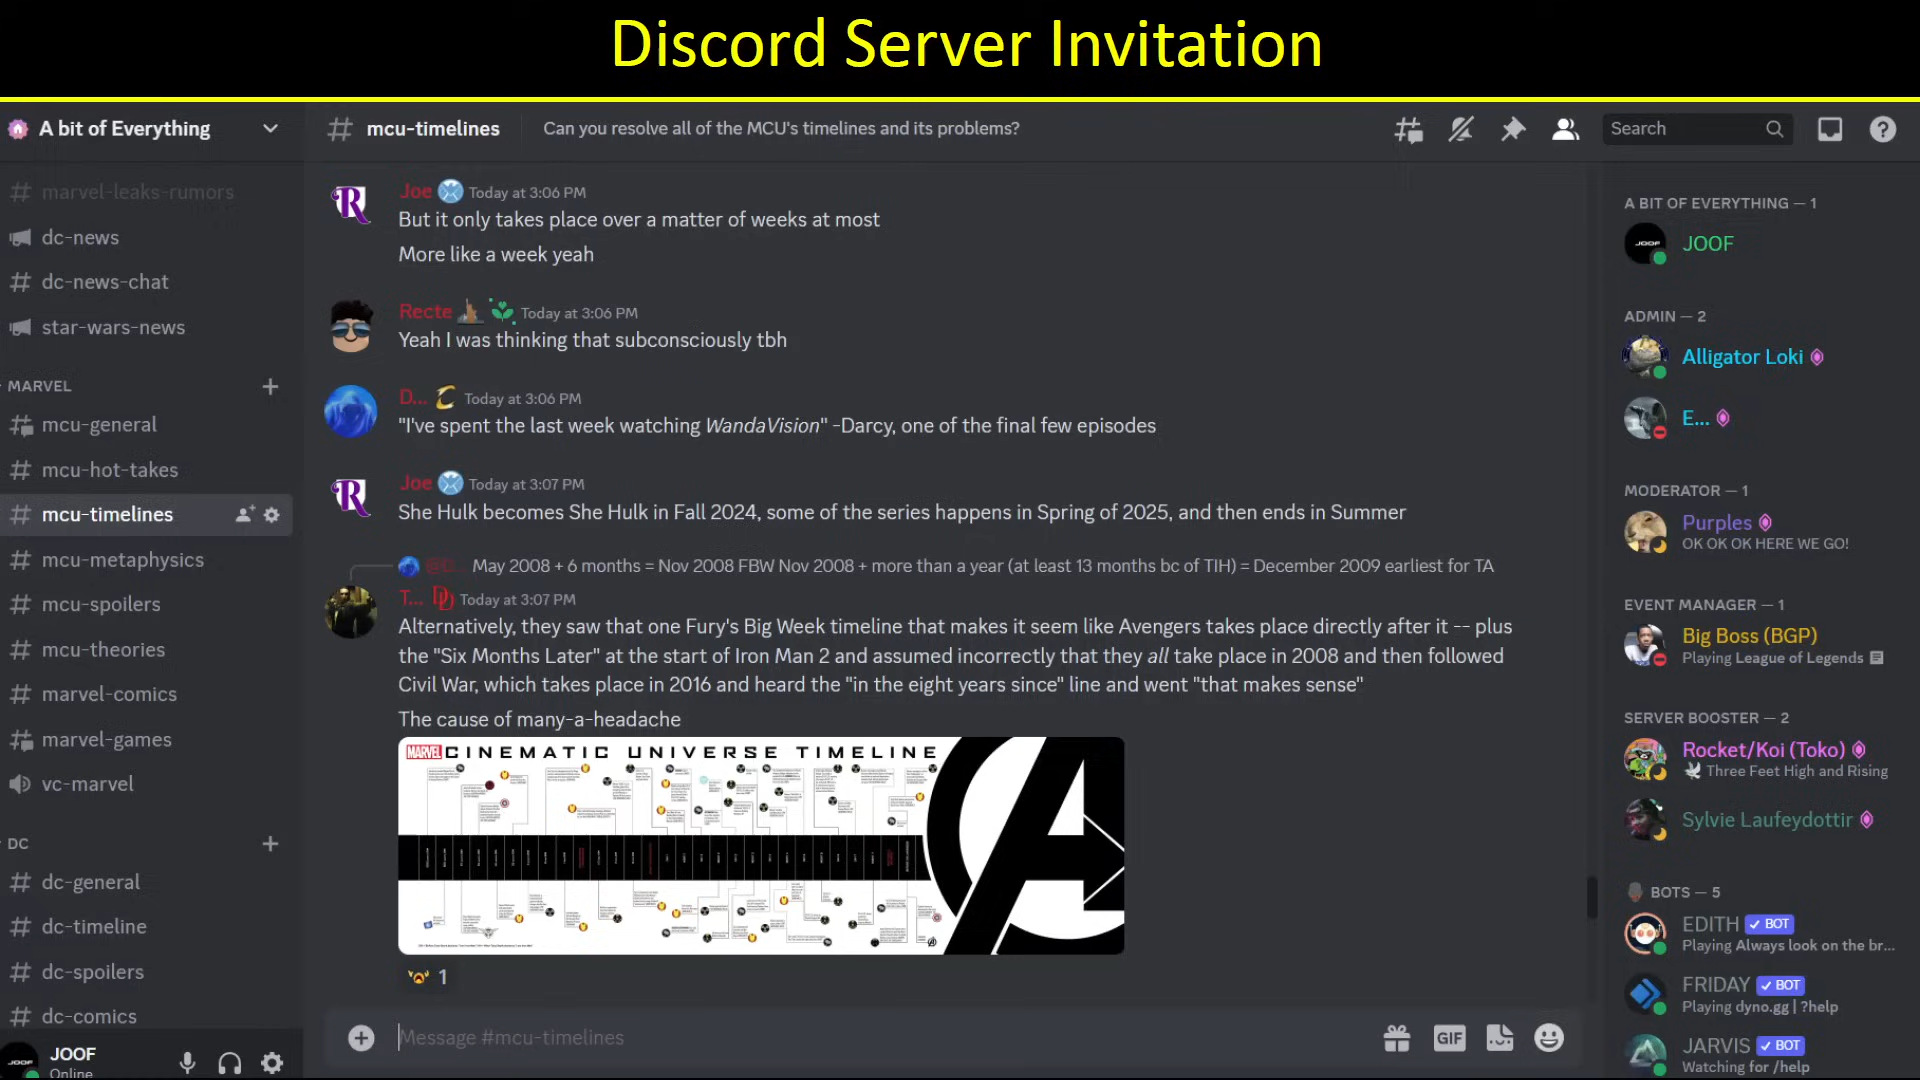 Discord Server Invitation
A bit of Everything
marvel-leaks-rumors
dc-news
dc-news-chat
star-wars-news
MARVEL
mcu-general
mcu-hot-takes
mcu-timelines
mcu-metaphysics
mcu-spoilers
mcu-theories
marvel-comics
marvel-games
vc-marvel
DC
dc-general
dc-timeline
dc-spoilers
dc-comics
JOOF
Online
mcu-timelines
Can you resolve all of the MCU's timelines and its problems?
Search
Joe Today at 3:06 PM
But it only takes place over a matter of weeks at most
More like a week yeah
Recte Today at 3:06 PM
Yeah I was thinking that subconsciously tbh
D... Today at 3:06 PM
"I've spent the last week watching WandaVision" -Darcy, one of the final few episodes
Joe Today at 3:07 PM
She Hulk becomes She Hulk in Fall 2024, some of the series happens in Spring of 2025, and then ends in Summer
May 2008 + 6 months = Nov 2008 FBW Nov 2008 + more than a year (at least 13 months bc of TIH) = December 2009 earliest for TA
T... Today at 3:07 PM
Alternatively, they saw that one Fury's Big Week timeline that makes it seem like Avengers takes place directly after it -- plus
the "Six Months Later" at the start of Iron Man 2 and assumed incorrectly that they all take place in 2008 and then followed
Civil War, which takes place in 2016 and heard the "in the eight years since" line and went "that makes sense"
The cause of many-a-headache
MARVEL CINEMATIC UNIVERSE TIMELINE
1
Message #mcu-timelines
GIF
A BIT OF EVERYTHING — 1
JOOF
ADMIN — 2
Alligator Loki
E...
MODERATOR — 1
Purples
OK OK OK HERE WE GO!
EVENT MANAGER — 1
Big Boss (BGP)
Playing League of Legends
SERVER BOOSTER — 2
Rocket/Koi (Toko)
Three Feet High and Rising
Sylvie Laufeydottir
BOTS — 5
EDITH BOT
Playing Always look on the br...
FRIDAY BOT
Playing dyno.gg | ?help
JARVIS BOT
Watching for /help